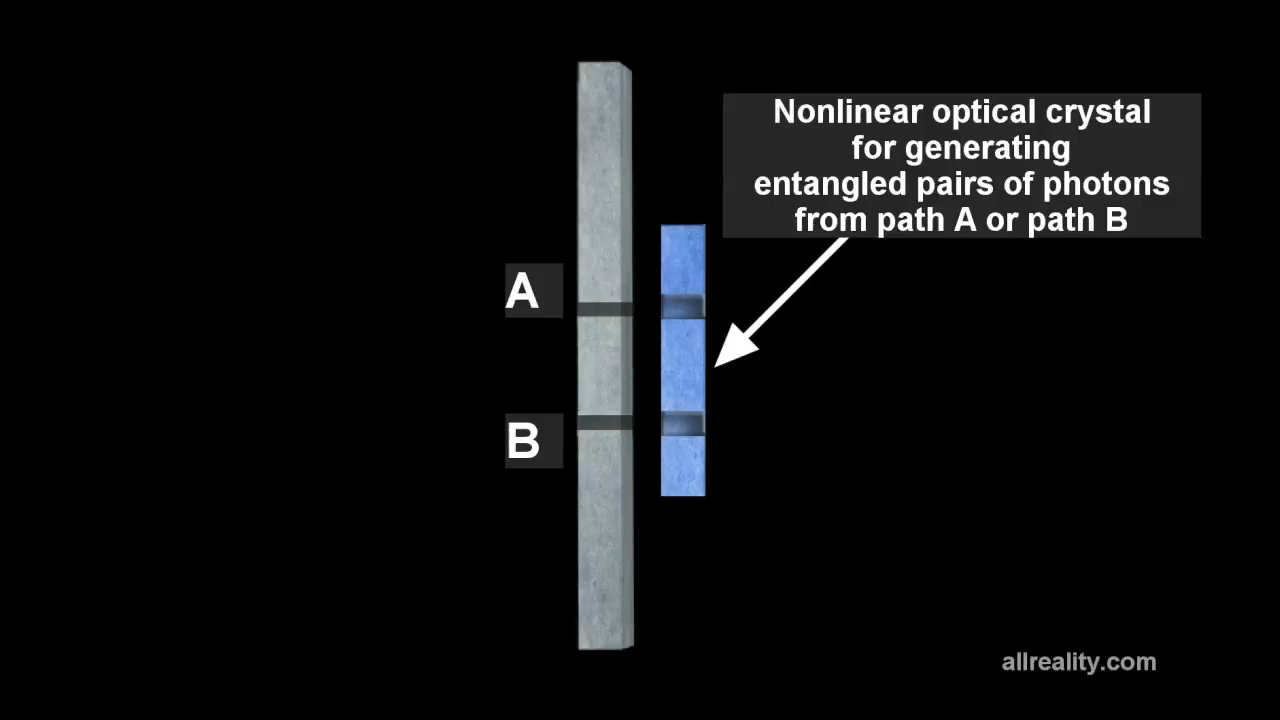 Nonlinear optical crystal
for generating
entangled pairs of photons
from path A or path B
A
B
allreality.com